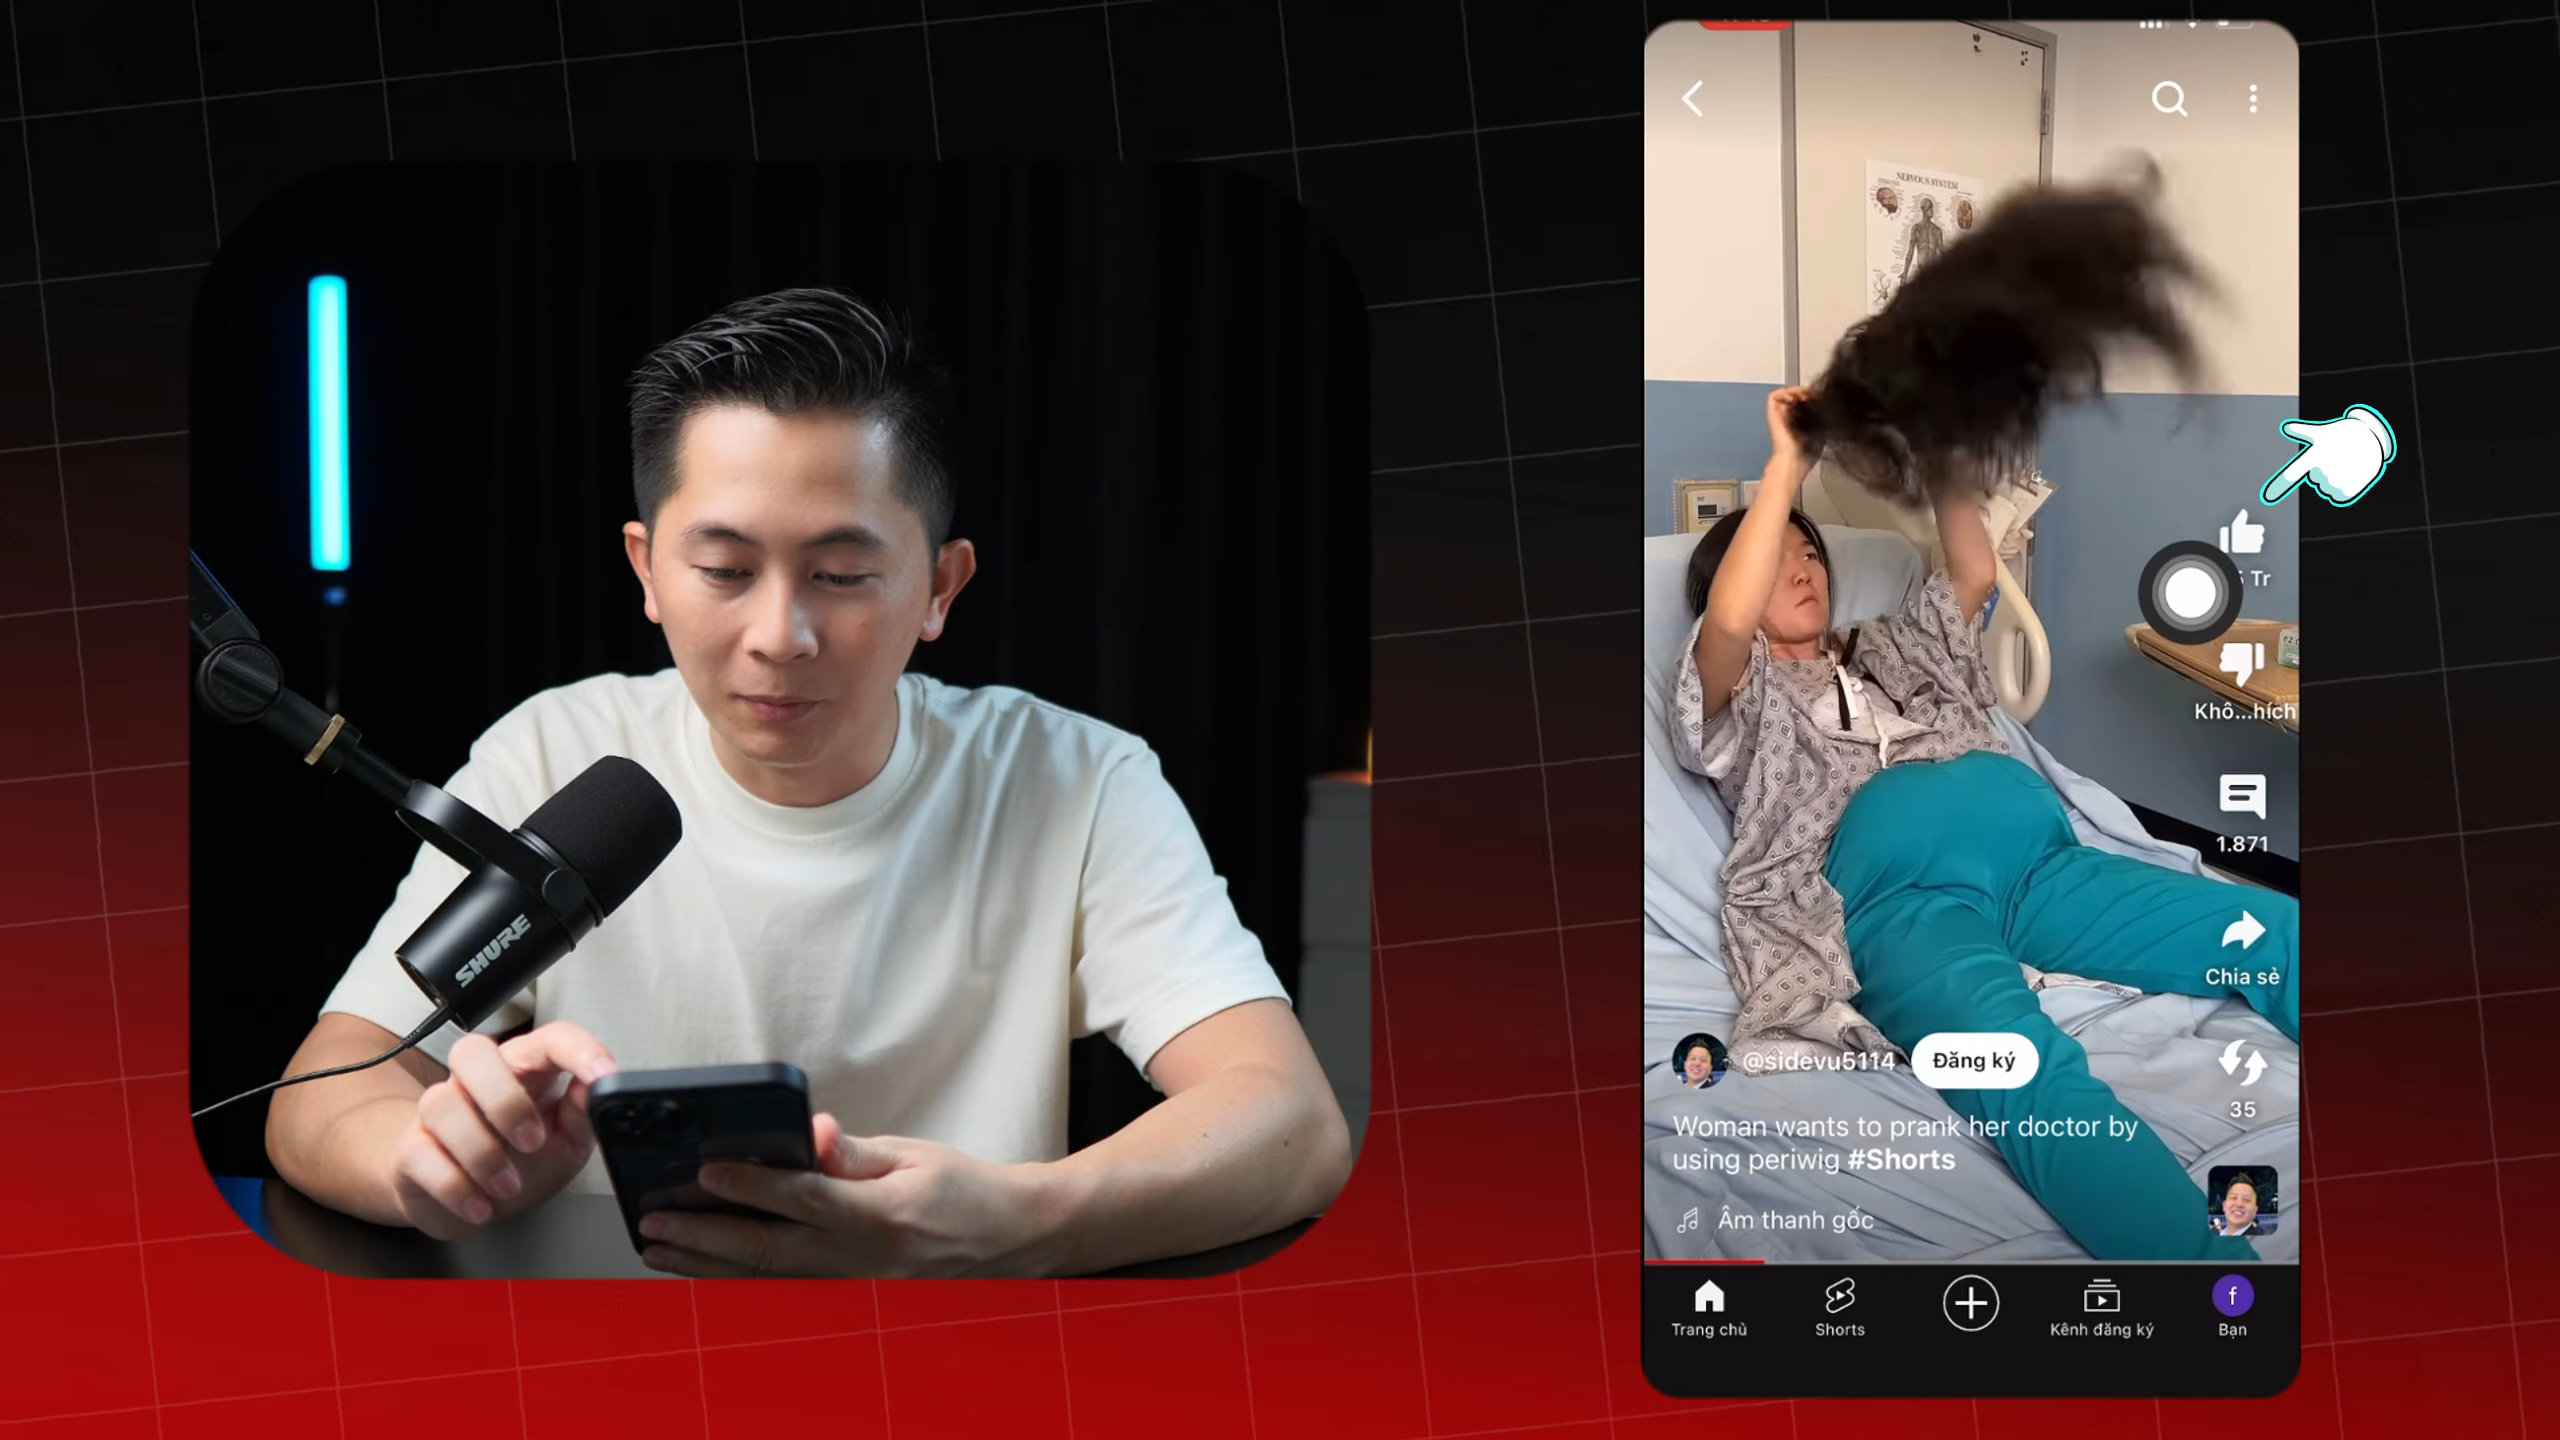 NERVOUS SYSTEM
Tr
Khô...hích
1.871
Chia sẻ
SHURE
@sidevu5114
Đăng ký
35
Woman wants to prank her doctor by
using periwig #Shorts
Âm thanh gốc
f
Trang chủ
Shorts
Kênh đăng ký
Bạn